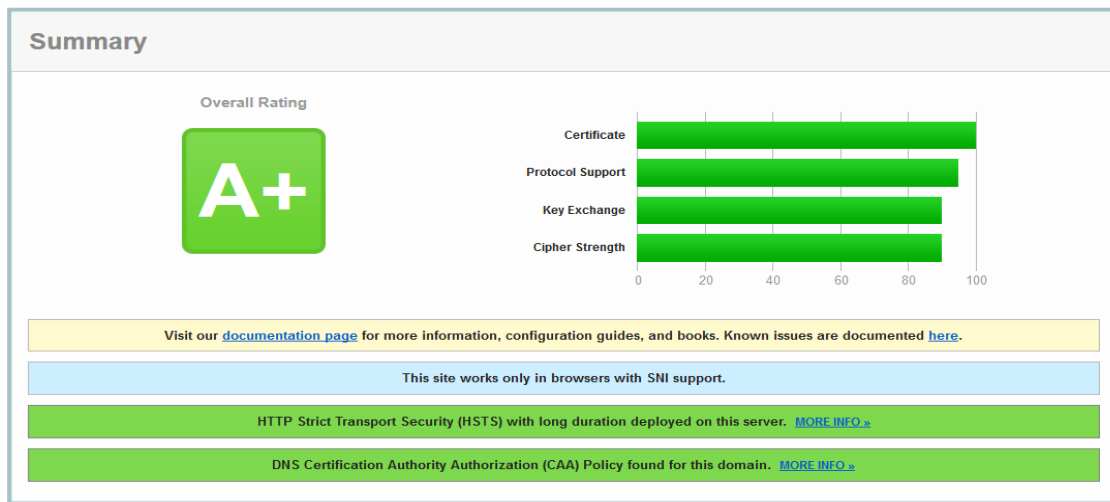 Summary
Overall Rating
A+
Certificate
Protocol Support
Key Exchange
Cipher Strength
0 20 40 60 80 100
Visit our documentation page for more information, configuration guides, and books. Known issues are documented here.
This site works only in browsers with SNI support.
HTTP Strict Transport Security (HSTS) with long duration deployed on this server. MORE INFO »
DNS Certification Authority Authorization (CAA) Policy found for this domain. MORE INFO »